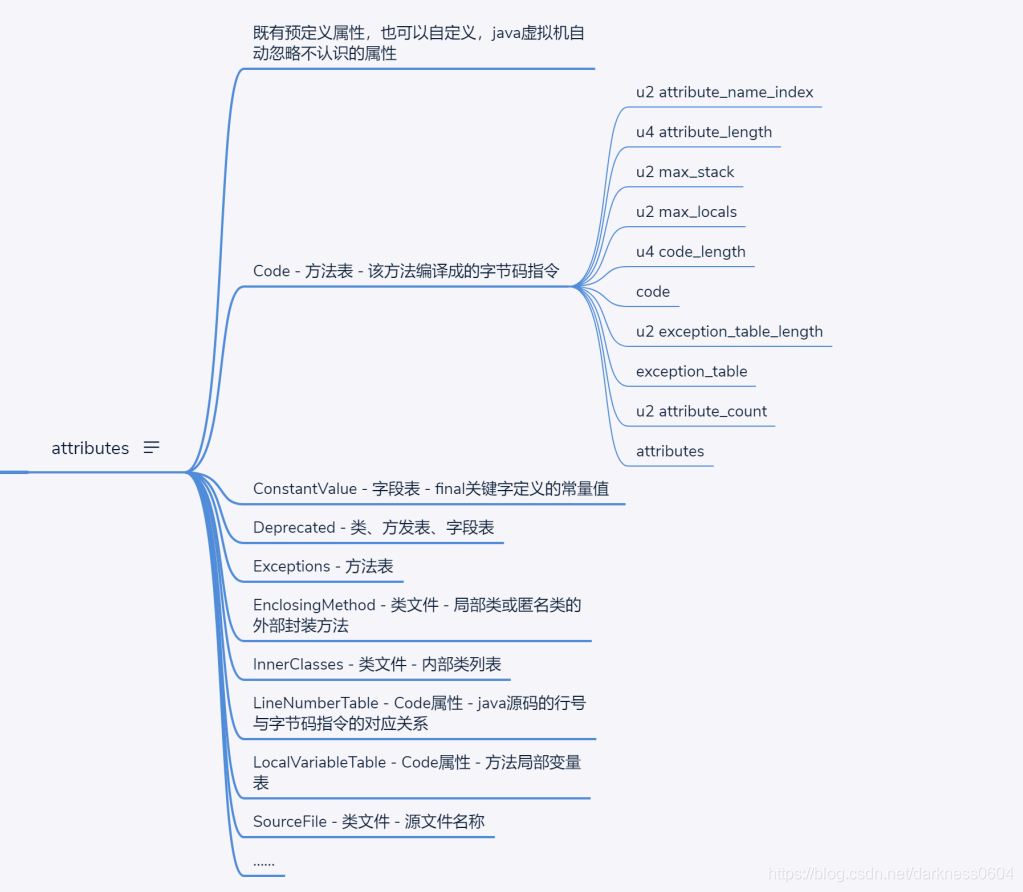 既有预定义属性，也可以自定义，java虚拟机自
动忽略不认识的属性
Code - 方法表 - 该方法编译成的字节码指令
u2 attribute_name_index
u4 attribute_length
u2 max_stack
u2 max_locals
u4 code_length
code
u2 exception_table_length
exception_table
u2 attribute_count
attributes
attributes
ConstantValue - 字段表 - final关键字定义的常量值
Deprecated - 类、方发表、字段表
Exceptions - 方法表
EnclosingMethod - 类文件 - 局部类或匿名类的
外部封装方法
InnerClasses - 类文件 - 内部类列表
LineNumberTable - Code属性 - java源码的行号
与字节码指令的对应关系
LocalVariableTable - Code属性 - 方法局部变量
表
SourceFile - 类文件 - 源文件名称
......
https://blog.csdn.net/darkness0604